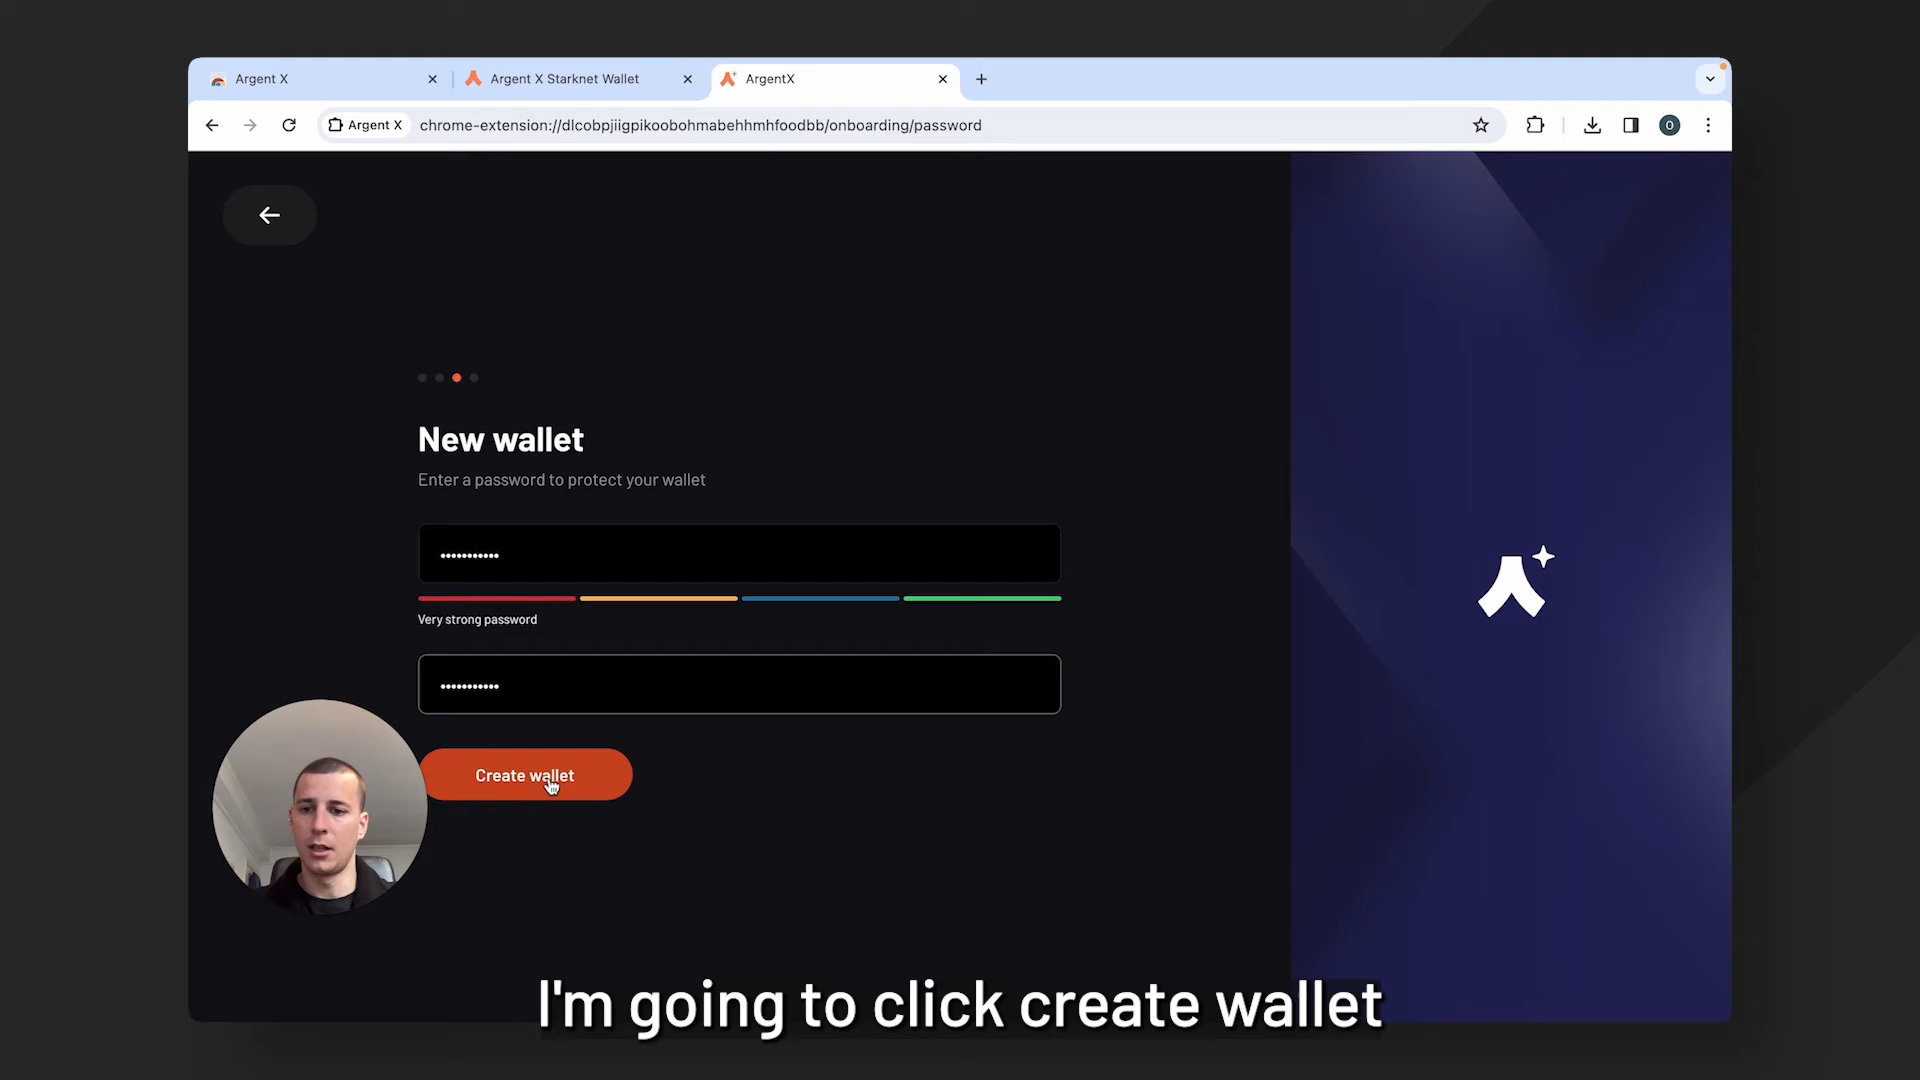 Argent X
Argent X Starknet Wallet
ArgentX
Argent X
chrome-extension://dlcobpjiigpikoobohmabehhmhfoodbb/onboarding/password
O
New wallet
Enter a password to protect your wallet
•••••••••••
Very strong password
•••••••••••
Create wallet
I'm going to click create wallet